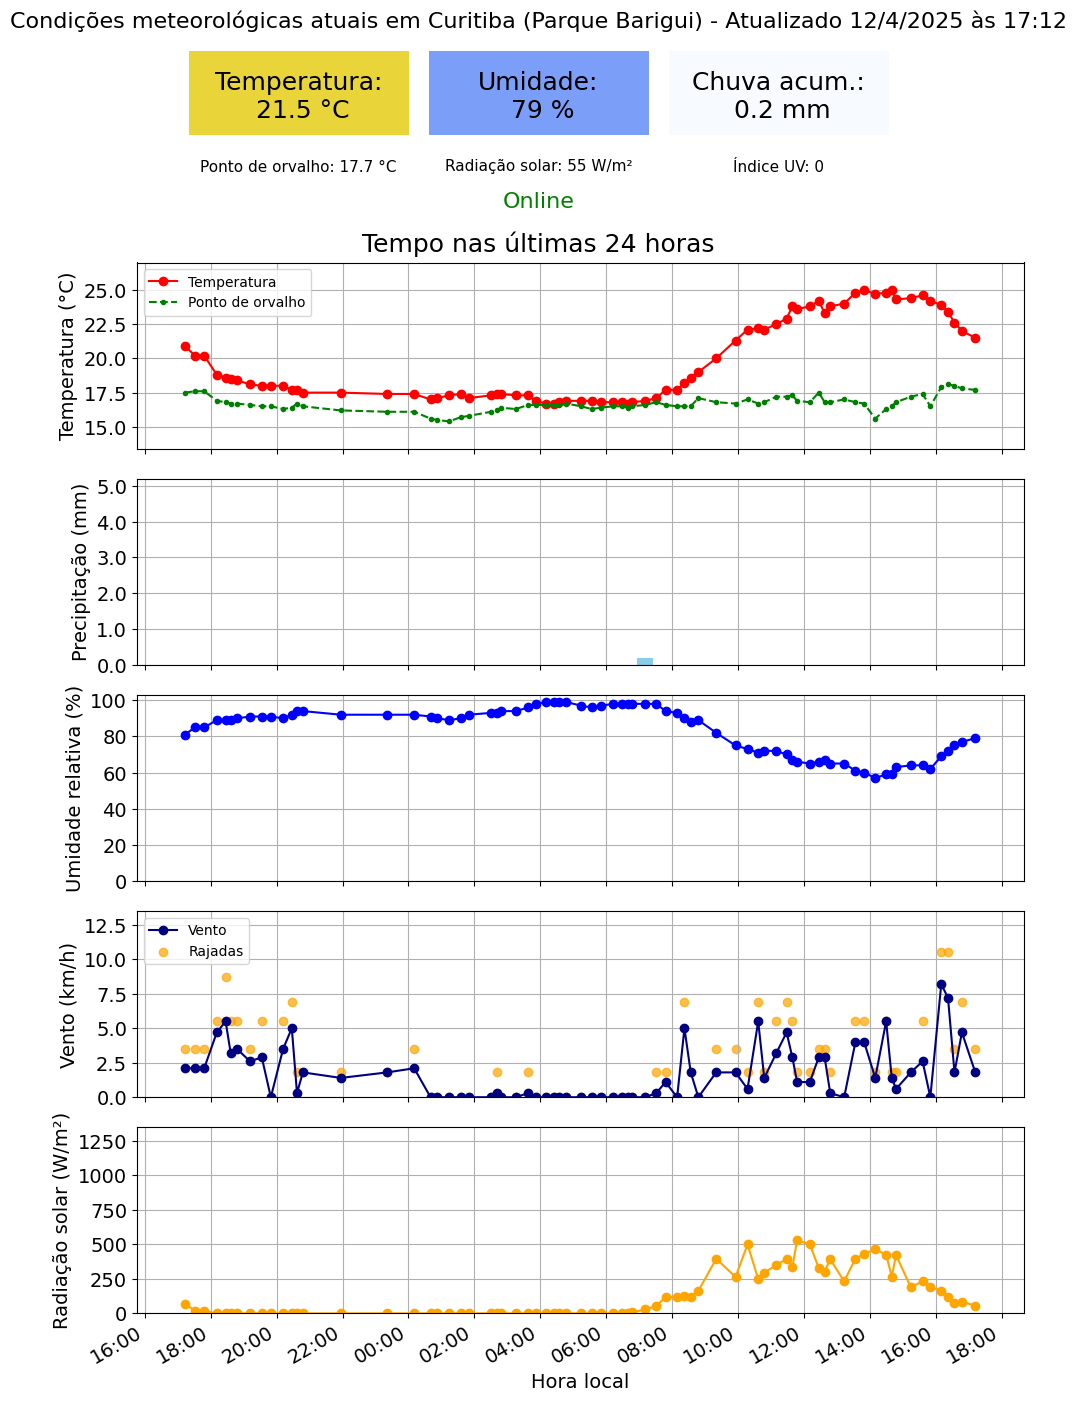 Condições meteorológicas atuais em Curitiba (Parque Barigui) - Atualizado 12/4/2025 às 17:12
Temperatura:
21.5 °C
Umidade:
79 %
Chuva acum.:
0.2 mm
Ponto de orvalho: 17.7 °C
Radiação solar: 55 W/m²
Índice UV: 0
Online
Tempo nas últimas 24 horas
Temperatura (°C)
25.0
22.5
20.0
17.5
15.0
Temperatura
Ponto de orvalho
Precipitação (mm)
5.0
4.0
3.0
2.0
1.0
0.0
Umidade relativa (%)
100
80
60
40
20
0
Vento (km/h)
12.5
10.0
7.5
5.0
2.5
0.0
Vento
Rajadas
Radiação solar (W/m²)
1250
1000
750
500
250
0
16:00 18:00 20:00 22:00 00:00 02:00 04:00 06:00 08:00 10:00 12:00 14:00 16:00 18:00
Hora local